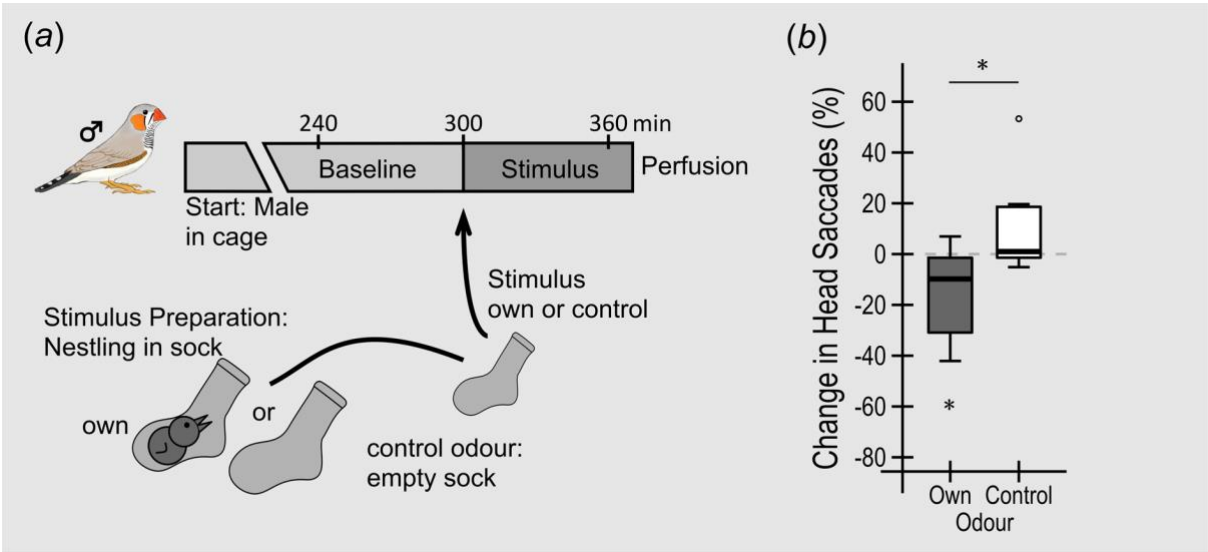 (a)
♂
240 300 360 min
Baseline Stimulus Perfusion
Start: Male
in cage
Stimulus
own or control
Stimulus Preparation:
Nestling in sock
own or
control odour:
empty sock
(b)
Change in Head Saccades (%)
*
60
40
20
0
-20
-40
-60
-80
*
Own Control
Odour